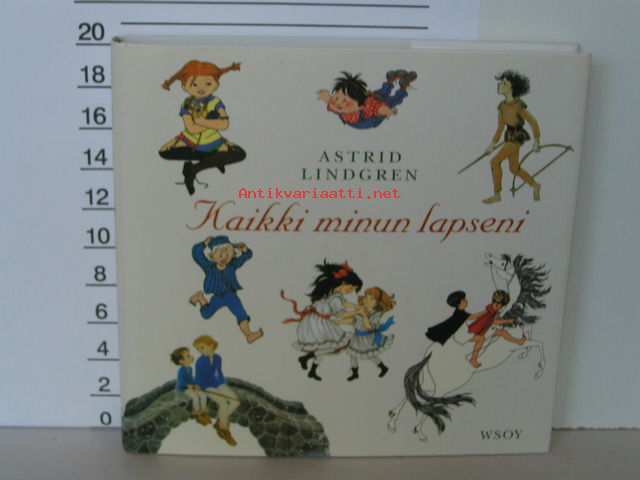 20
18
16
14
12
10
8
6
4
2
0
ASTRID
LINDGREN
Antikvariaatti.net
Kaikki minun lapseni
WSOY